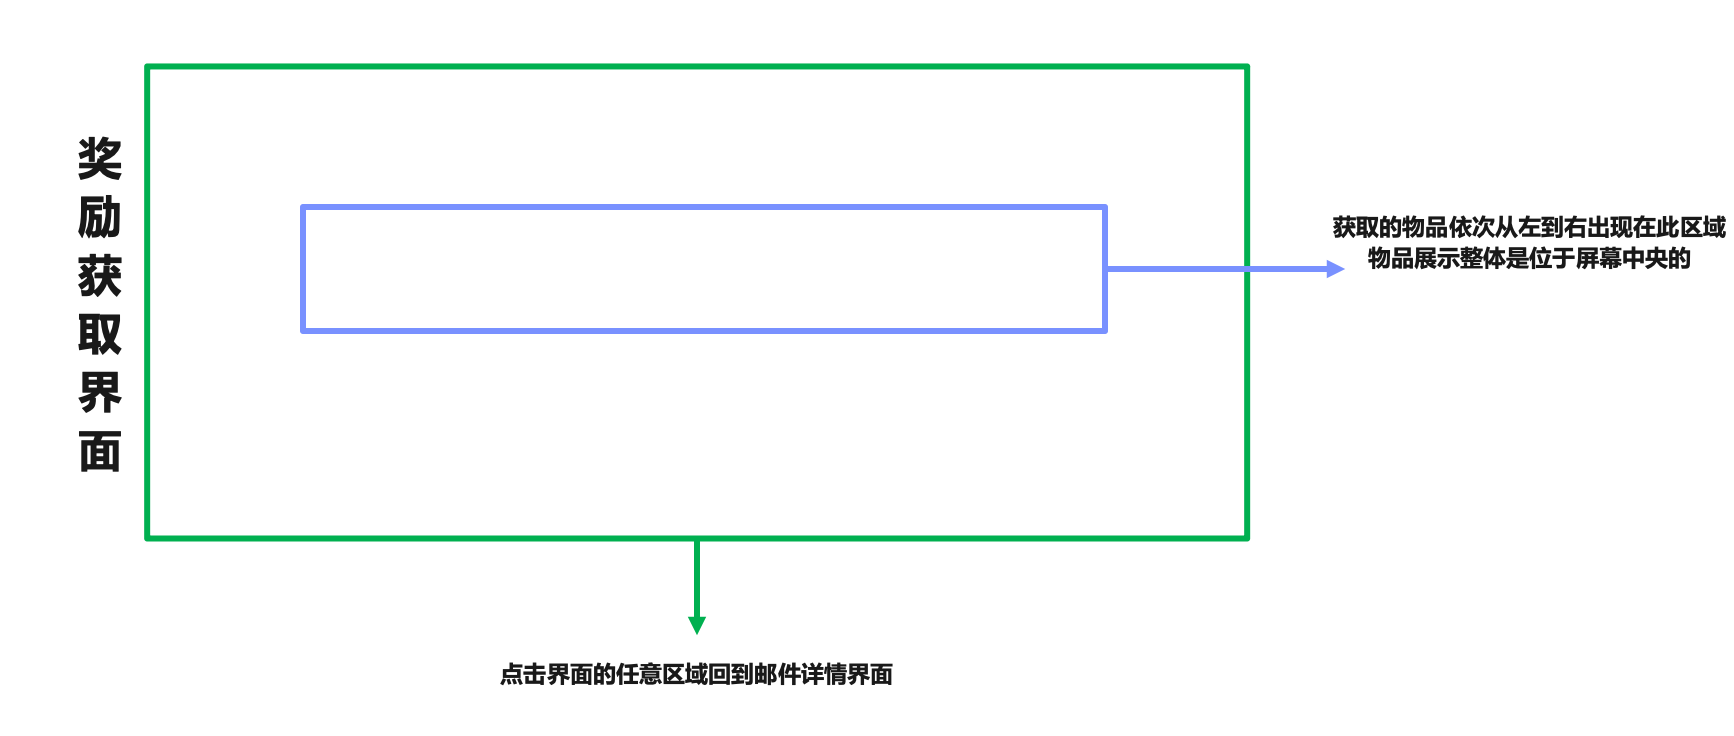 奖励获取界面
获取的物品依次从左到右出现在此区域
物品展示整体是位于屏幕中央的
点击界面的任意区域回到邮件详情界面